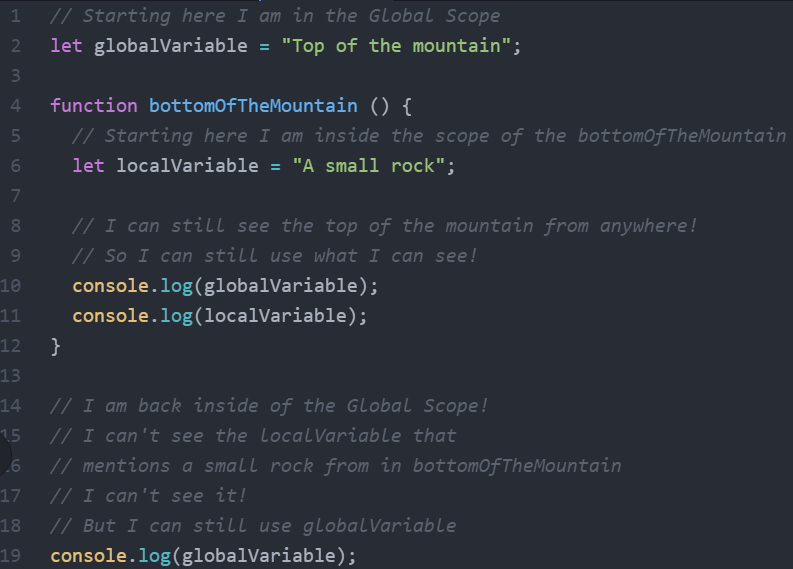 1 // Starting here I am in the Global Scope
2 let globalVariable = "Top of the mountain";
3
4 function bottomOfTheMountain () {
5 // Starting here I am inside the scope of the bottomOfTheMountain
6 let localVariable = "A small rock";
7
8 // I can still see the top of the mountain from anywhere!
9 // So I can still use what I can see!
10 console.log(globalVariable);
11 console.log(localVariable);
12 }
13
14 // I am back inside of the Global Scope!
15 // I can't see the localVariable that
16 // mentions a small rock from in bottomOfTheMountain
17 // I can't see it!
18 // But I can still use globalVariable
19 console.log(globalVariable);